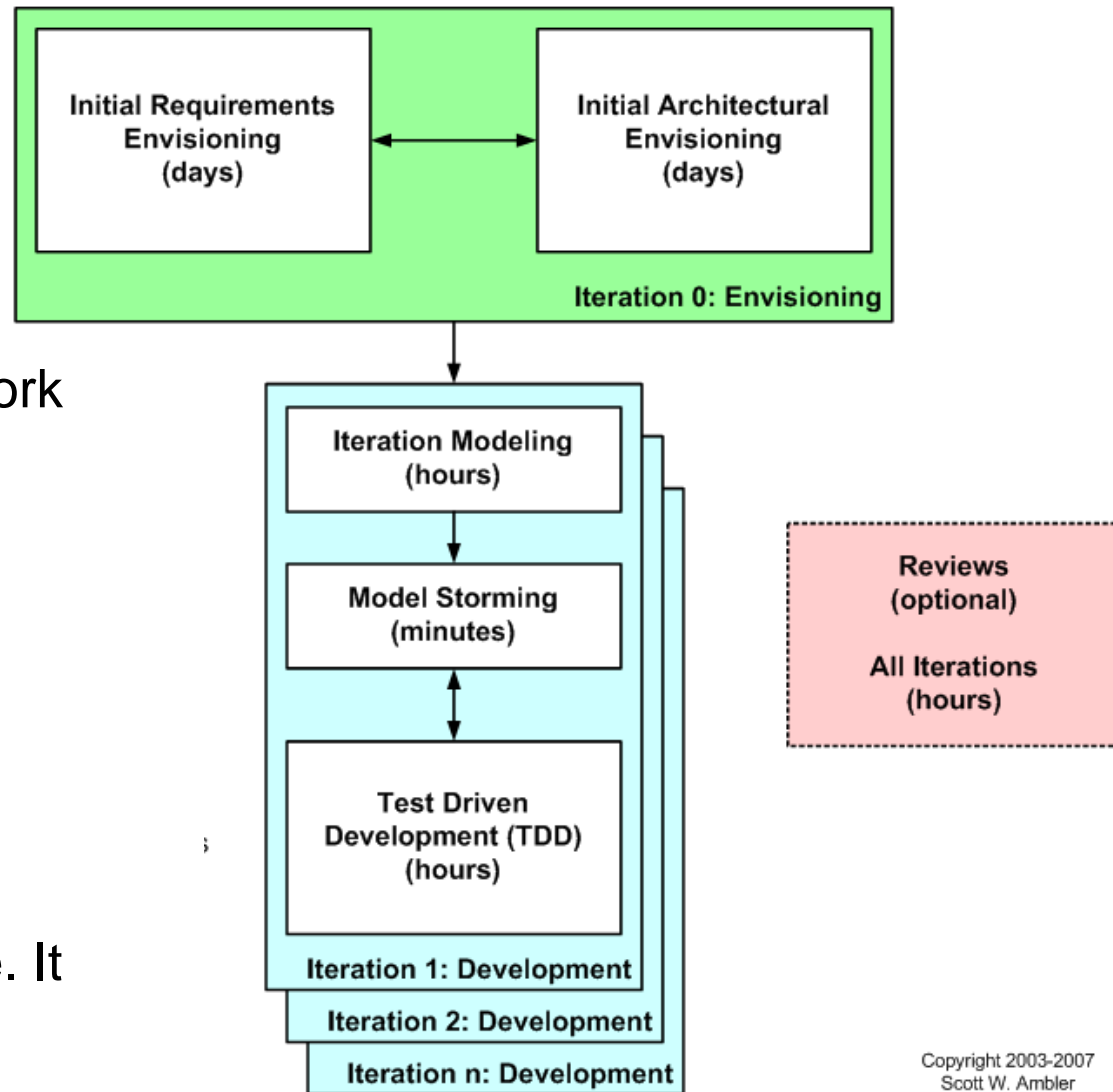 Initial Requirements
Envisioning
(days)
Initial Architectural
Envisioning
(days)
Iteration 0: Envisioning
ork
Iteration Modeling
(hours)
Model Storming
(minutes)
Reviews
(optional)
All Iterations
(hours)
Test Driven
Development (TDD)
(hours)
s
e. It
Iteration 1: Development
Iteration 2: Development
Iteration n: Development
Copyright 2003-2007
Scott W. Ambler